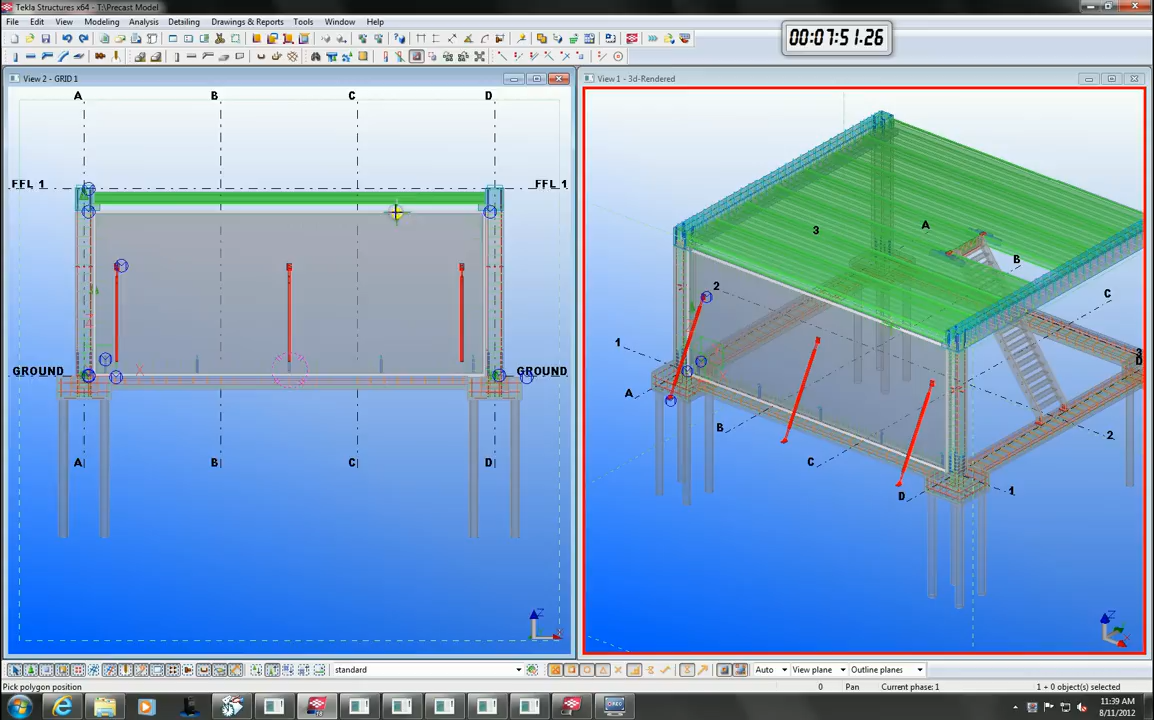 Tekla Structures x64 - T:\Precast Model
File Edit View Modeling Analysis Detailing Drawings & Reports Tools Window Help
00:07:51.26
View 2 - GRID 1
View 1 - 3d-Rendered
A B C D
FFL 1 FFL 1
GROUND GROUND
A B C D
3 A B C
2
1
3
D
A B C D 1 2
standard
Auto View plane Outline planes
Pick polygon position
0 Pan Current phase: 1 1 + 0 object(s) selected
11:39 AM
8/11/2012